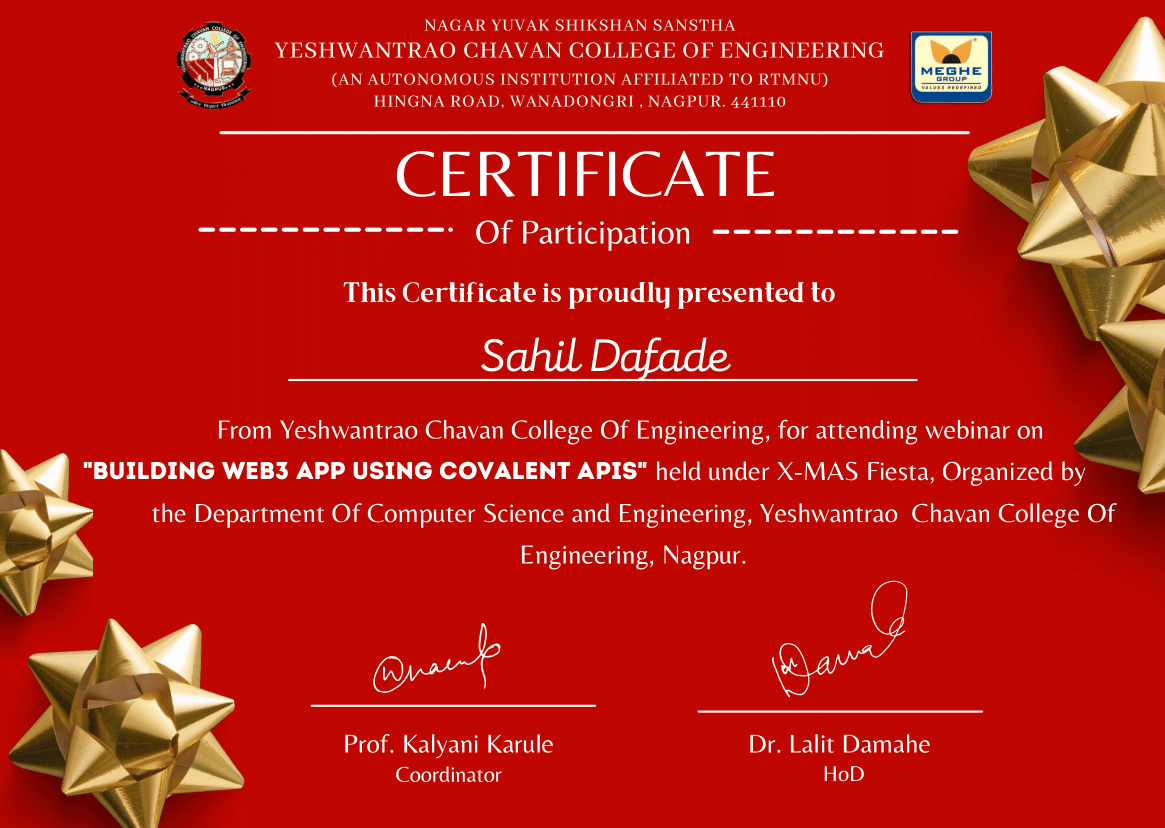 NAGAR YUVAK SHIKSHAN SANSTHA
YESHWANTRAO CHAVAN COLLEGE OF ENGINEERING
(AN AUTONOMOUS INSTITUTION AFFILIATED TO RTMNU)
HINGNA ROAD, WANADONGRI , NAGPUR. 441110
MEGHE
GROUP
VALUES REDEFINED
CERTIFICATE
Of Participation
This Certificate is proudly presented to
Sahil Dafade
From Yeshwantrao Chavan College Of Engineering, for attending webinar on
"BUILDING WEB3 APP USING COVALENT APIS" held under X-MAS Fiesta, Organized by
the Department Of Computer Science and Engineering, Yeshwantrao Chavan College Of
Engineering, Nagpur.
Prof. Kalyani Karule
Coordinator
Dr. Lalit Damahe
HoD